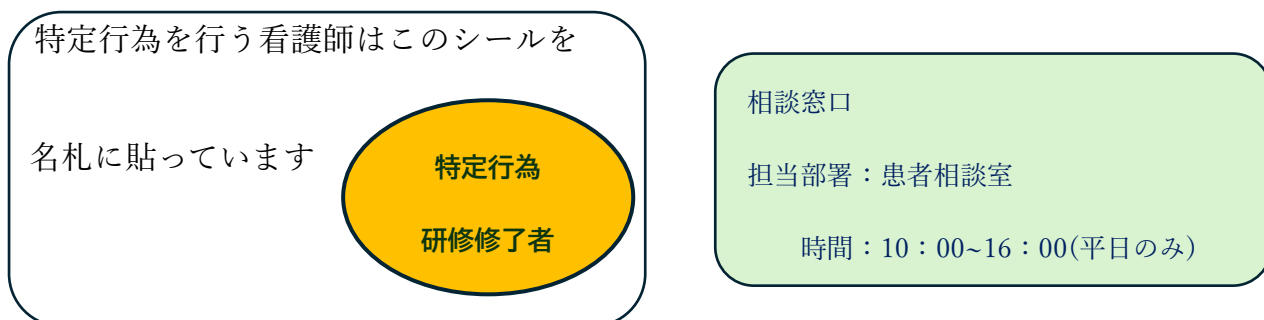 特定行為を行う看護師はこのシールを
名札に貼っています
特定行為
研修修了者
相談窓口
担当部署：患者相談室
時間：10：00~16：00(平日のみ)